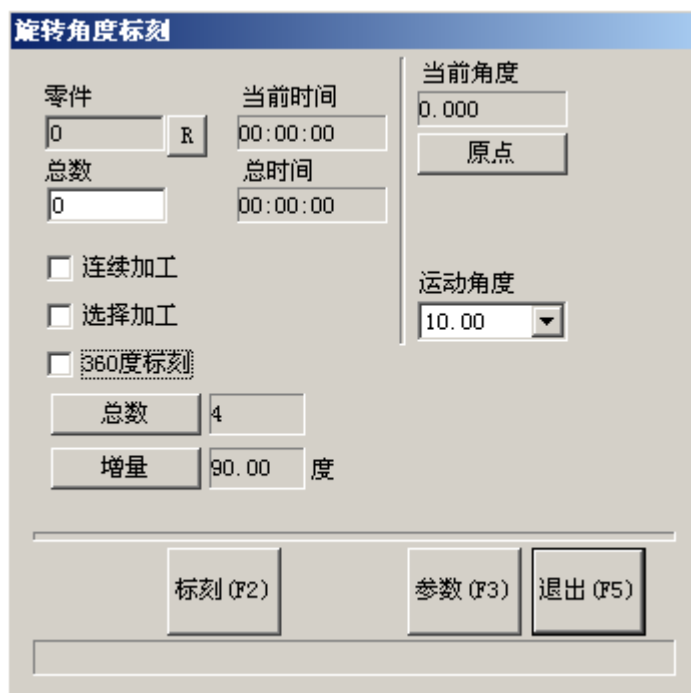 旋转角度标刻
零件
当前时间
0
R
00:00:00
总数
总时间
0
00:00:00
连续加工
选择加工
360度标刻
总数
4
增量
90.00
度
当前角度
0.000
原点
运动角度
10.00
标刻(F2)
参数(F3)
退出(F5)